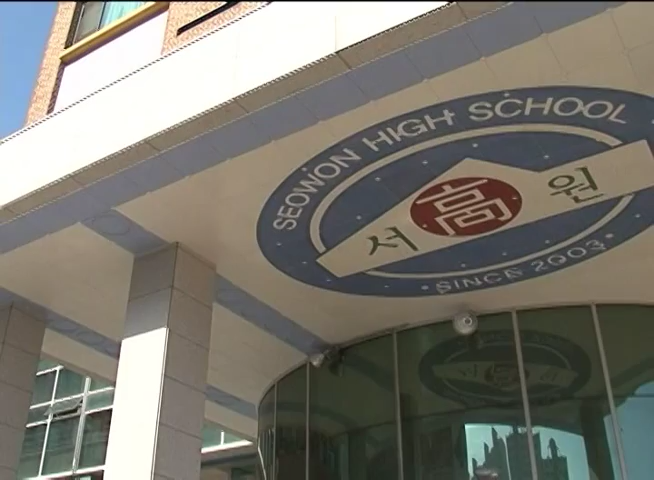 SEOWON HIGH SCHOOL
서 高 원
SINCE 2003